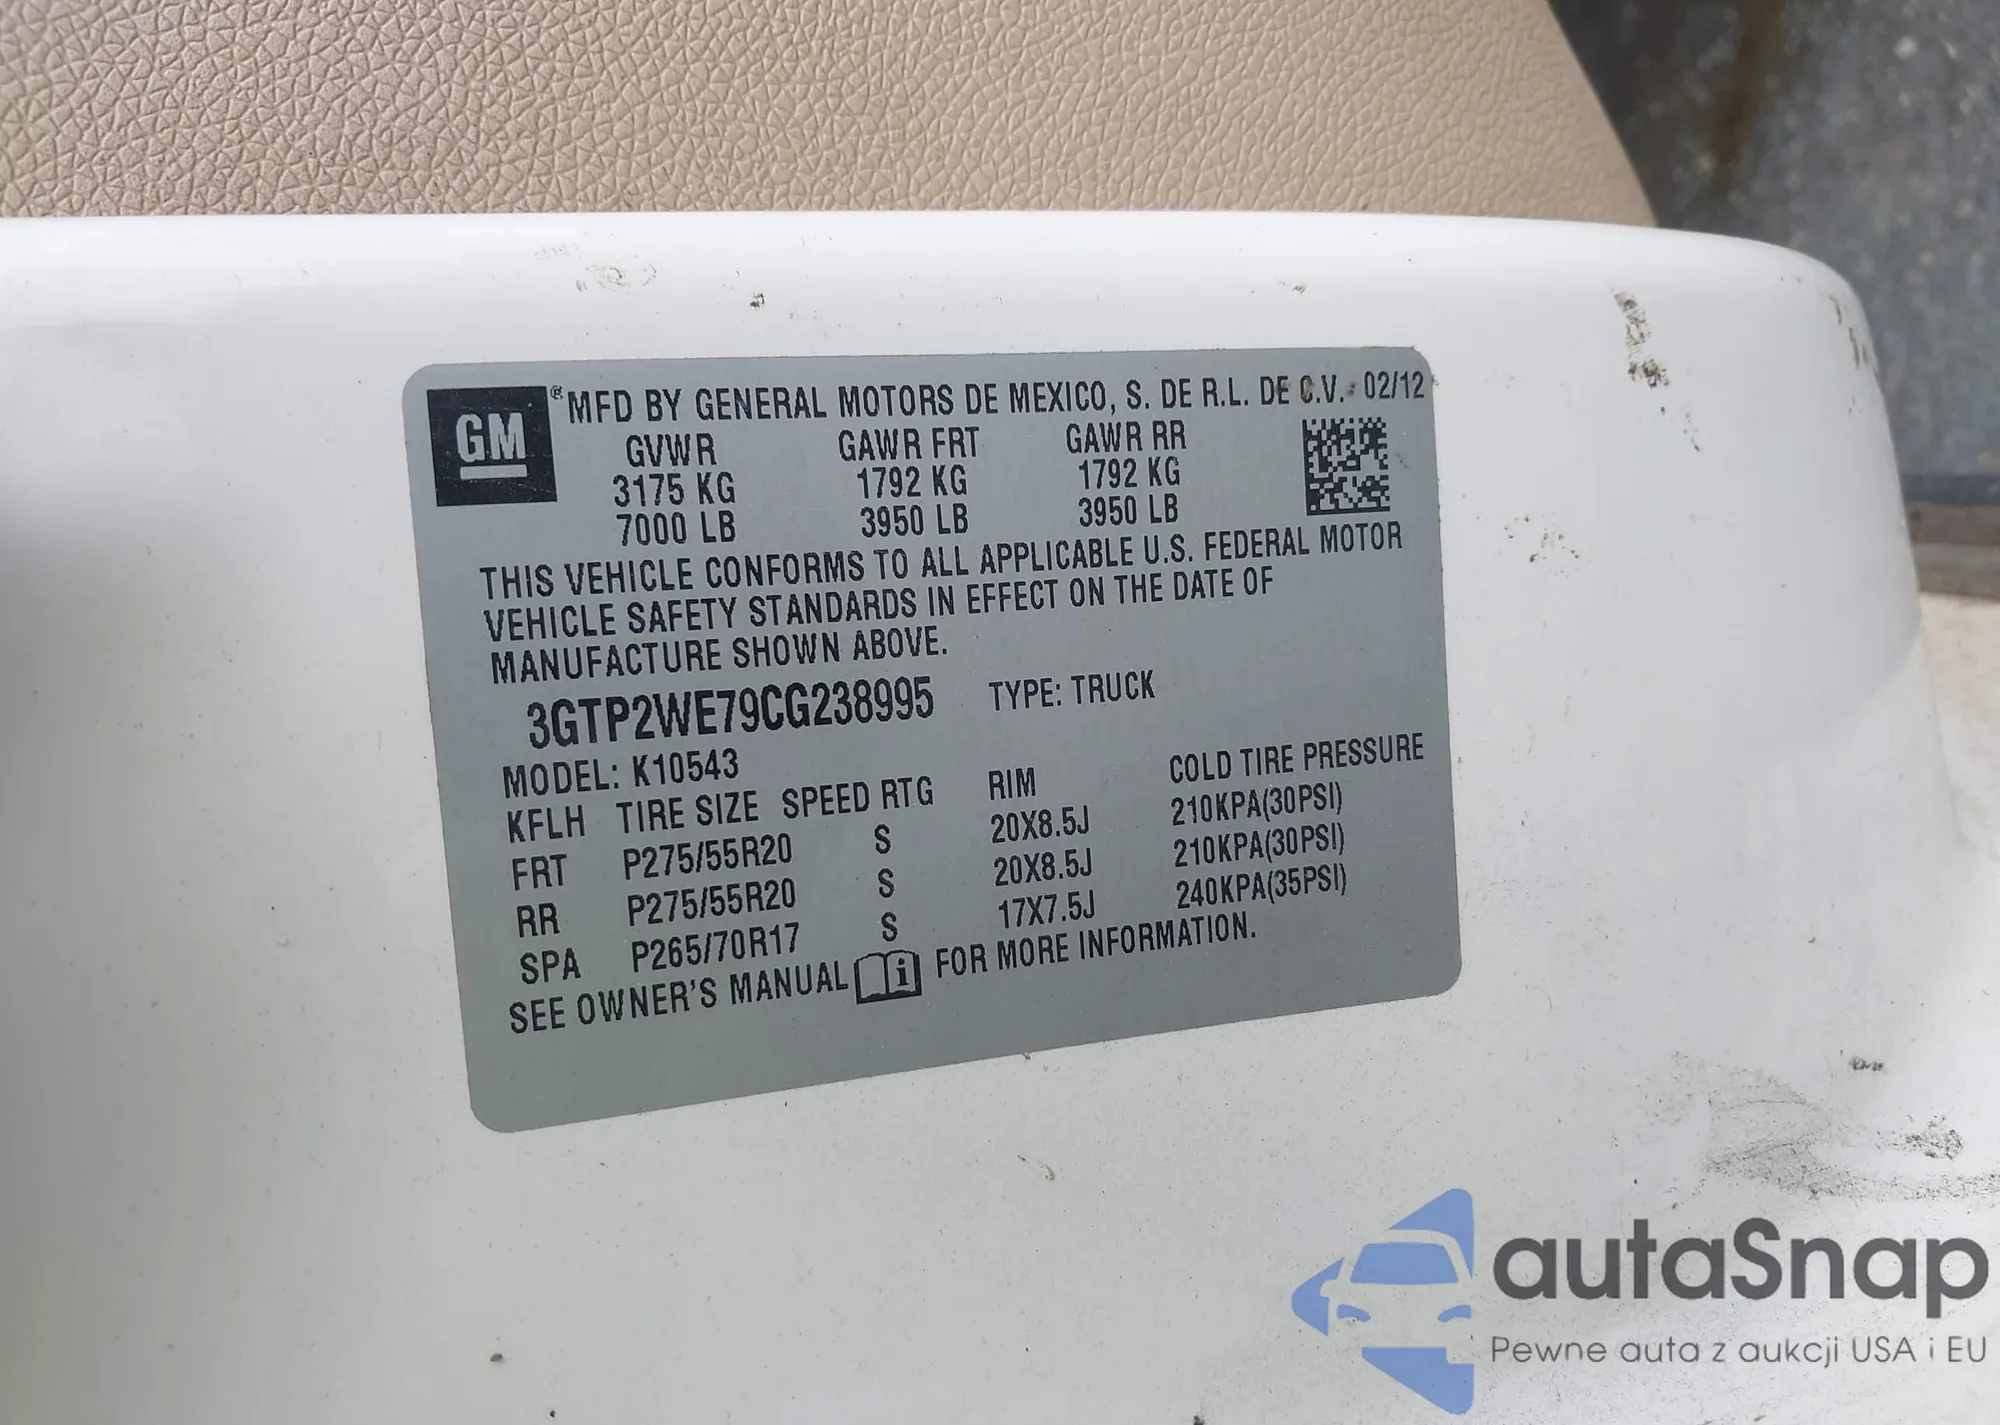 GM ® MFD BY GENERAL MOTORS DE MEXICO, S. DE R.L. DE C.V. 02/12
GVWR GAWR FRT GAWR RR
3175 KG 1792 KG 1792 KG
7000 LB 3950 LB 3950 LB
THIS VEHICLE CONFORMS TO ALL APPLICABLE U.S. FEDERAL MOTOR
VEHICLE SAFETY STANDARDS IN EFFECT ON THE DATE OF
MANUFACTURE SHOWN ABOVE.
3GTP2WE79CG238995 TYPE: TRUCK
MODEL: K10543
KFLH TIRE SIZE SPEED RTG RIM COLD TIRE PRESSURE
FRT P275/55R20 S 20X8.5J 210KPA(30PSI)
RR P275/55R20 S 20X8.5J 210KPA(30PSI)
SPA P265/70R17 S 17X7.5J 240KPA(35PSI)
SEE OWNER'S MANUAL i FOR MORE INFORMATION.
autaSnap
Pewne auta z aukcji USA i EU